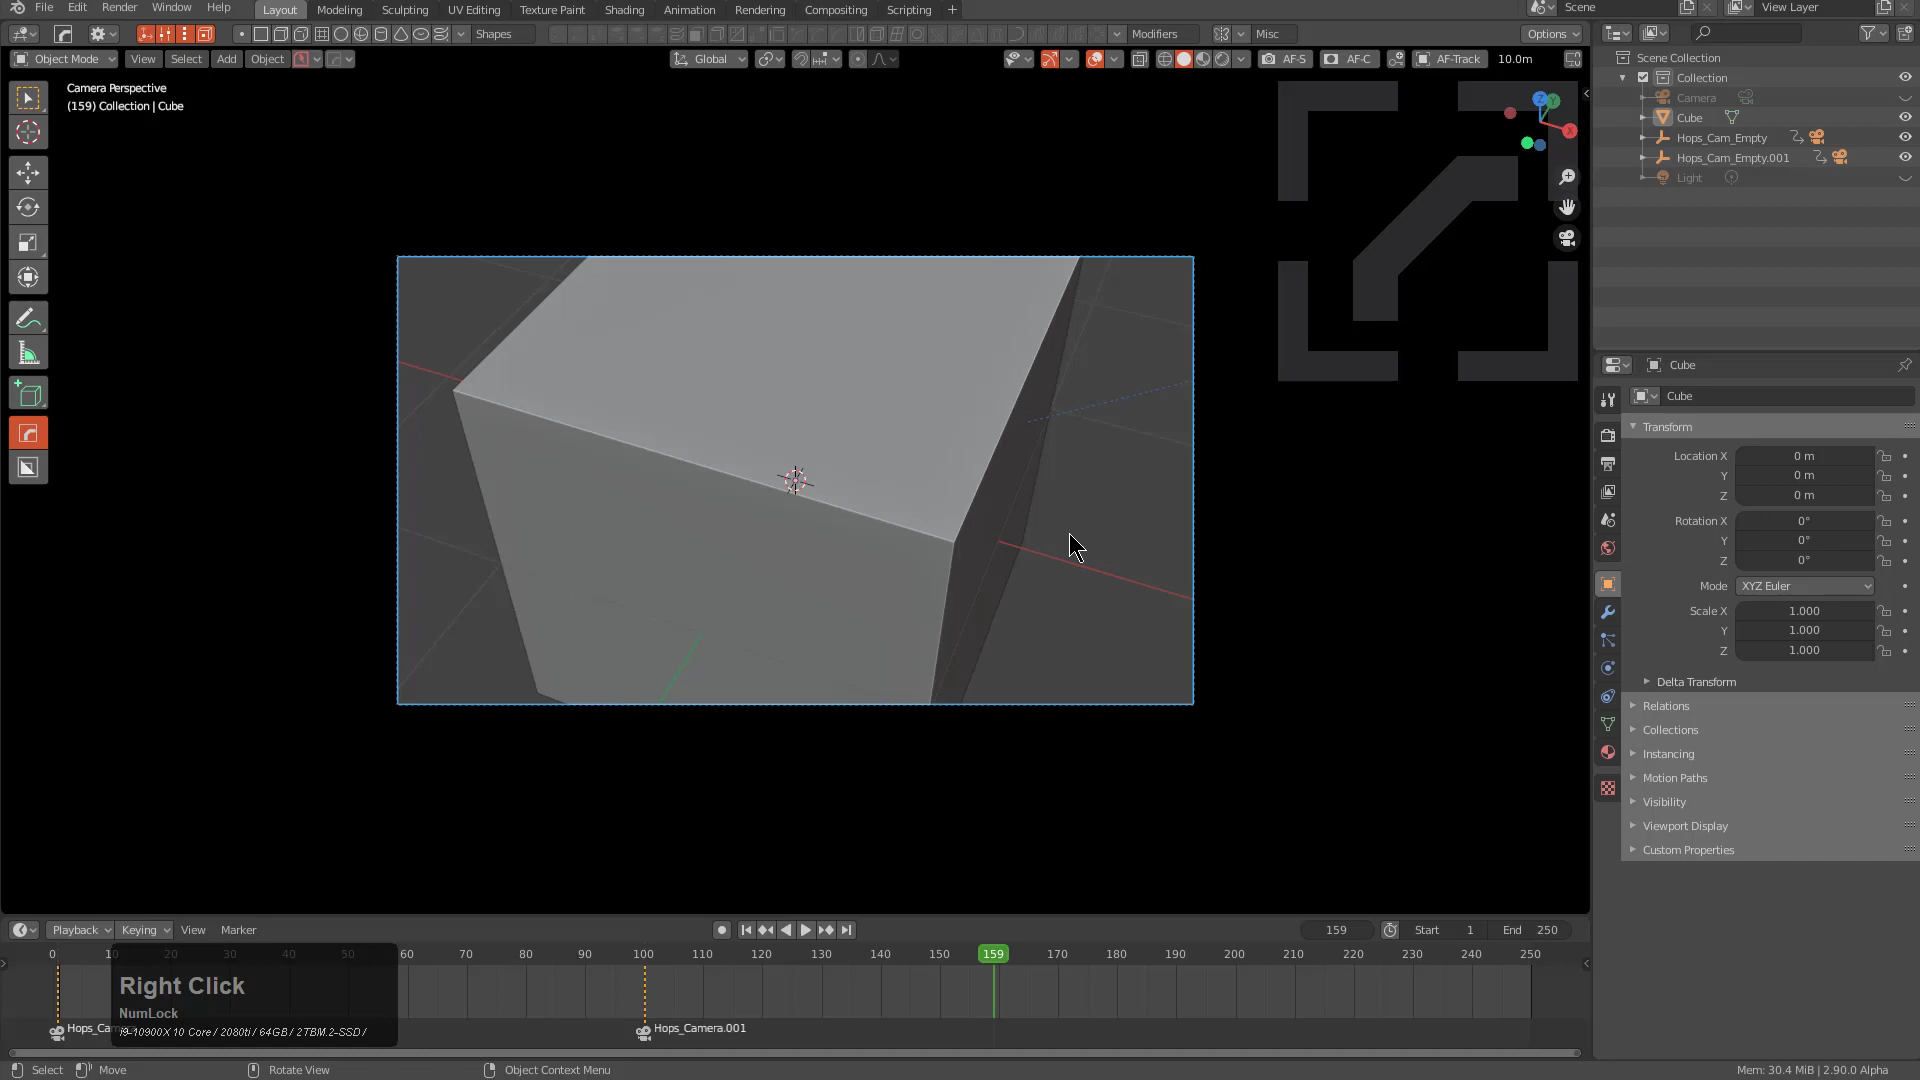 File Edit Render Window Help Layout Modeling Sculpting UV Editing Texture Paint Shading Animation Rendering Compositing Scripting + Scene View Layer
Shapes Modifiers Misc Options
Object Mode View Select Add Object Global AF-S AF-C AF-Track 10.0m
Camera Perspective
(159) Collection | Cube
Scene Collection
Collection
Camera
Cube
Hops_Cam_Empty
Hops_Cam_Empty.001
Light
Cube
Cube
Transform
Location X 0 m
Y 0 m
Z 0 m
Rotation X 0°
Y 0°
Z 0°
Mode XYZ Euler
Scale X 1.000
Y 1.000
Z 1.000
Delta Transform
Relations
Collections
Instancing
Motion Paths
Visibility
Viewport Display
Custom Properties
Playback Keying View Marker 159 Start 1 End 250
0 10 20 30 40 50 60 70 80 90 100 110 120 130 140 150 159 170 180 190 200 210 220 230 240 250
Right Click
NumLock
i9-10900X 10 Core / 2080ti / 64GB / 2TBM.2-SSD /
Hops_Ca Hops_Camera.001
Select Move Rotate View Object Context Menu Mem: 30.4 MiB | 2.90.0 Alpha